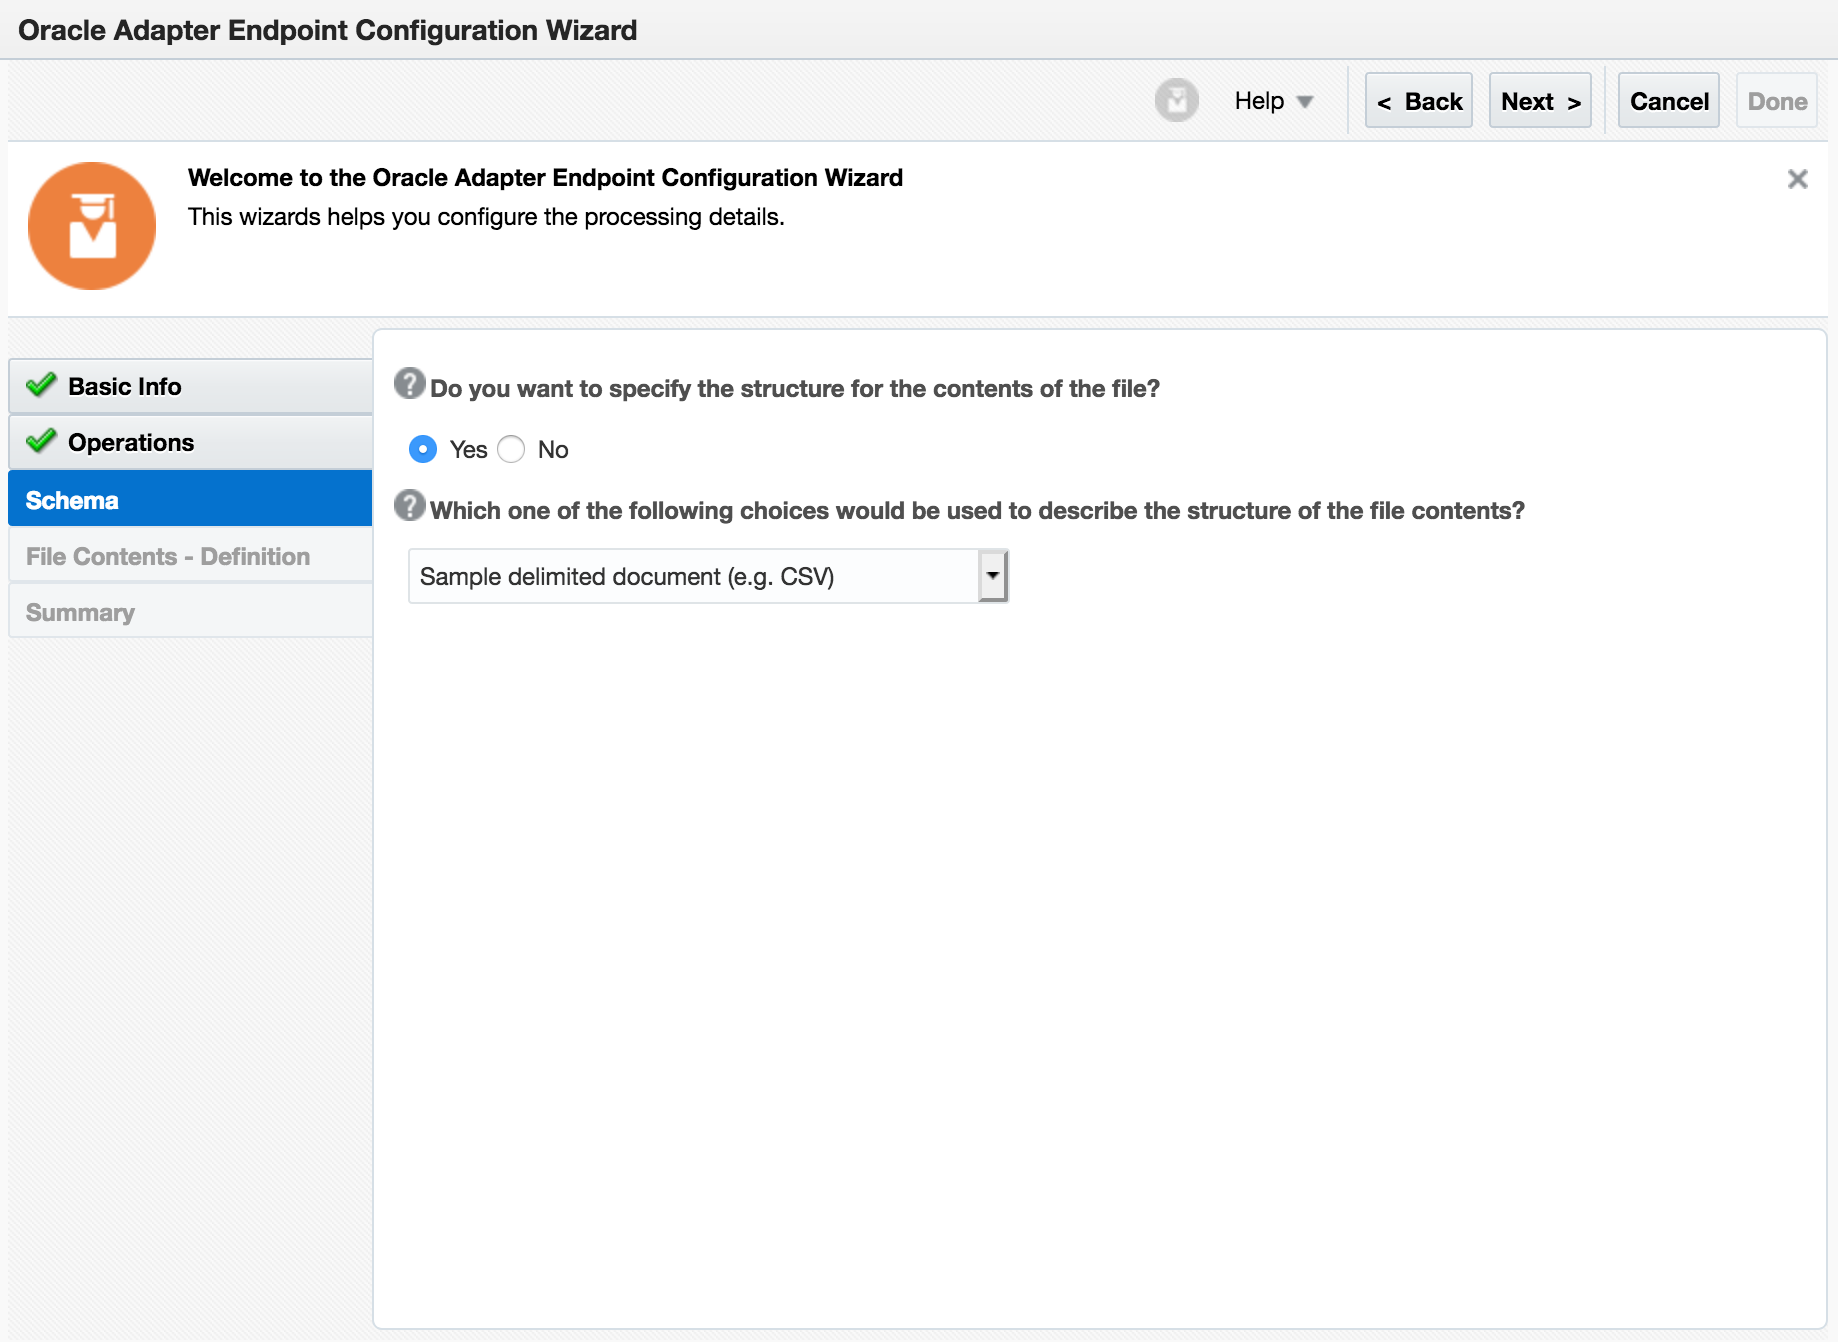 Oracle Adapter Endpoint Configuration Wizard
Help
< Back
Next >
Cancel
Done
Welcome to the Oracle Adapter Endpoint Configuration Wizard
This wizards helps you configure the processing details.
Basic Info
Operations
Schema
File Contents - Definition
Summary
? Do you want to specify the structure for the contents of the file?
Yes No
? Which one of the following choices would be used to describe the structure of the file contents?
Sample delimited document (e.g. CSV)